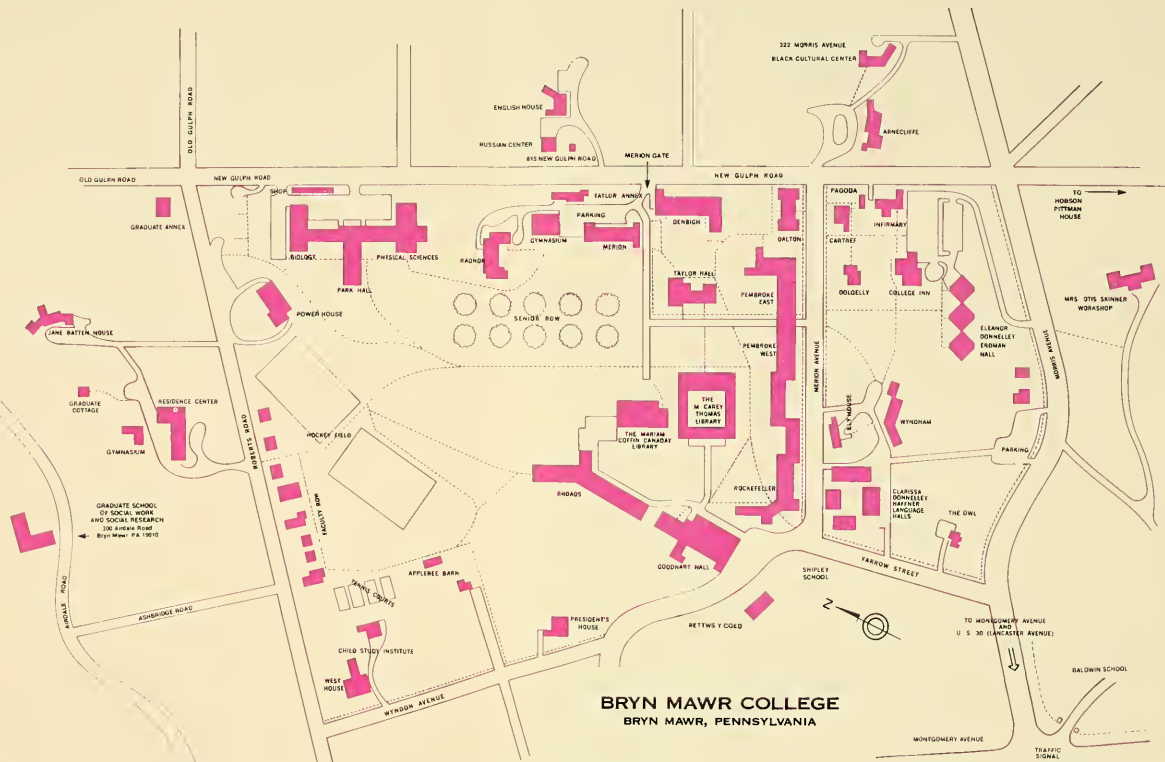 322 MORRIS AVENUE
BLACK CULTURAL CENTER
ARNECLIFFE
OLD GULPH ROAD
ENGLISH HOUSE
RUSSIAN CENTER
815 NEW GULPH ROAD
MERION GATE
OLD GULPH ROAD
NEW GULPH ROAD
NEW GULPH ROAD
TO
HOBSON
PITTMAN
HOUSE
SHOP
TAYLOR ANNEX
PAGODA
PARKING
GRADUATE ANNEX
DENBIGH
INFIRMARY
DALTON
CARTREF
GYMNASIUM
MERION
BIOLOGY
PHYSICAL SCIENCES
RADNOR
PARK HALL
TAYLOR HALL
DOLGELLY
COLLEGE INN
PEMBROKE
EAST
MRS OTIS SKINNER
WORKSHOP
POWER HOUSE
SENIOR ROW
JANE BATTEN HOUSE
ELEANOR
DONNELLEY
ERDMAN
HALL
MORRIS AVENUE
PEMBROKE
WEST
MERION AVENUE
GRADUATE
COTTAGE
RESIDENCE CENTER
THE
M CAREY
THOMAS
LIBRARY
ELY HOUSE
WYNDHAM
GYMNASIUM
ROBERTS ROAD
HOCKEY FIELD
THE MARIAM
COFFIN CANADAY
LIBRARY
PARKING
RHOADS
ROCKEFELLER
CLARISSA
DONNELLEY
HAFFNER
LANGUAGE
HALLS
THE OWL
GRADUATE SCHOOL
OF SOCIAL WORK
AND SOCIAL RESEARCH
300 Airdale Road
Bryn Mawr PA 19010
FACULTY ROW
GOODHART HALL
SHIPLEY
SCHOOL
YARROW STREET
APPLEBEE BARN
TENNIS COURTS
AIRDALE ROAD
ASHBRIDGE ROAD
PRESIDENT'S
HOUSE
BETTWS Y COED
N
TO MONTGOMERY AVENUE
AND
U S 30 (LANCASTER AVENUE)
CHILD STUDY INSTITUTE
WEST
HOUSE
WYNDON AVENUE
BALDWIN SCHOOL
BRYN MAWR COLLEGE
BRYN MAWR, PENNSYLVANIA
MONTGOMERY AVENUE
TRAFFIC
SIGNAL